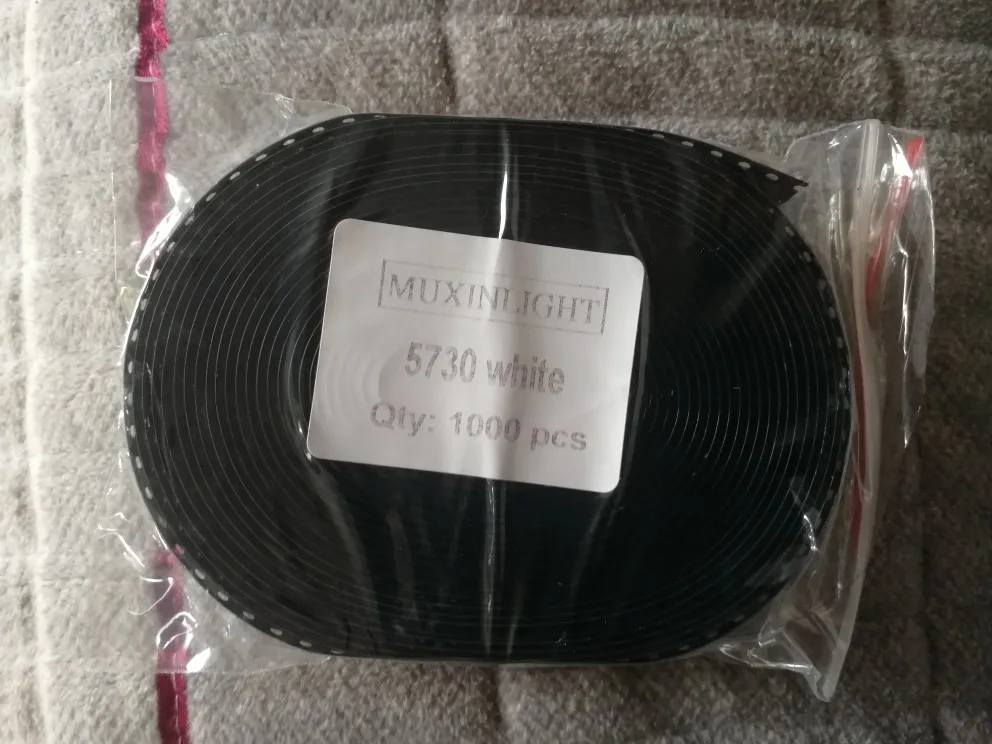 MUXINLIGHT
5730 white
Qty: 1000 pcs